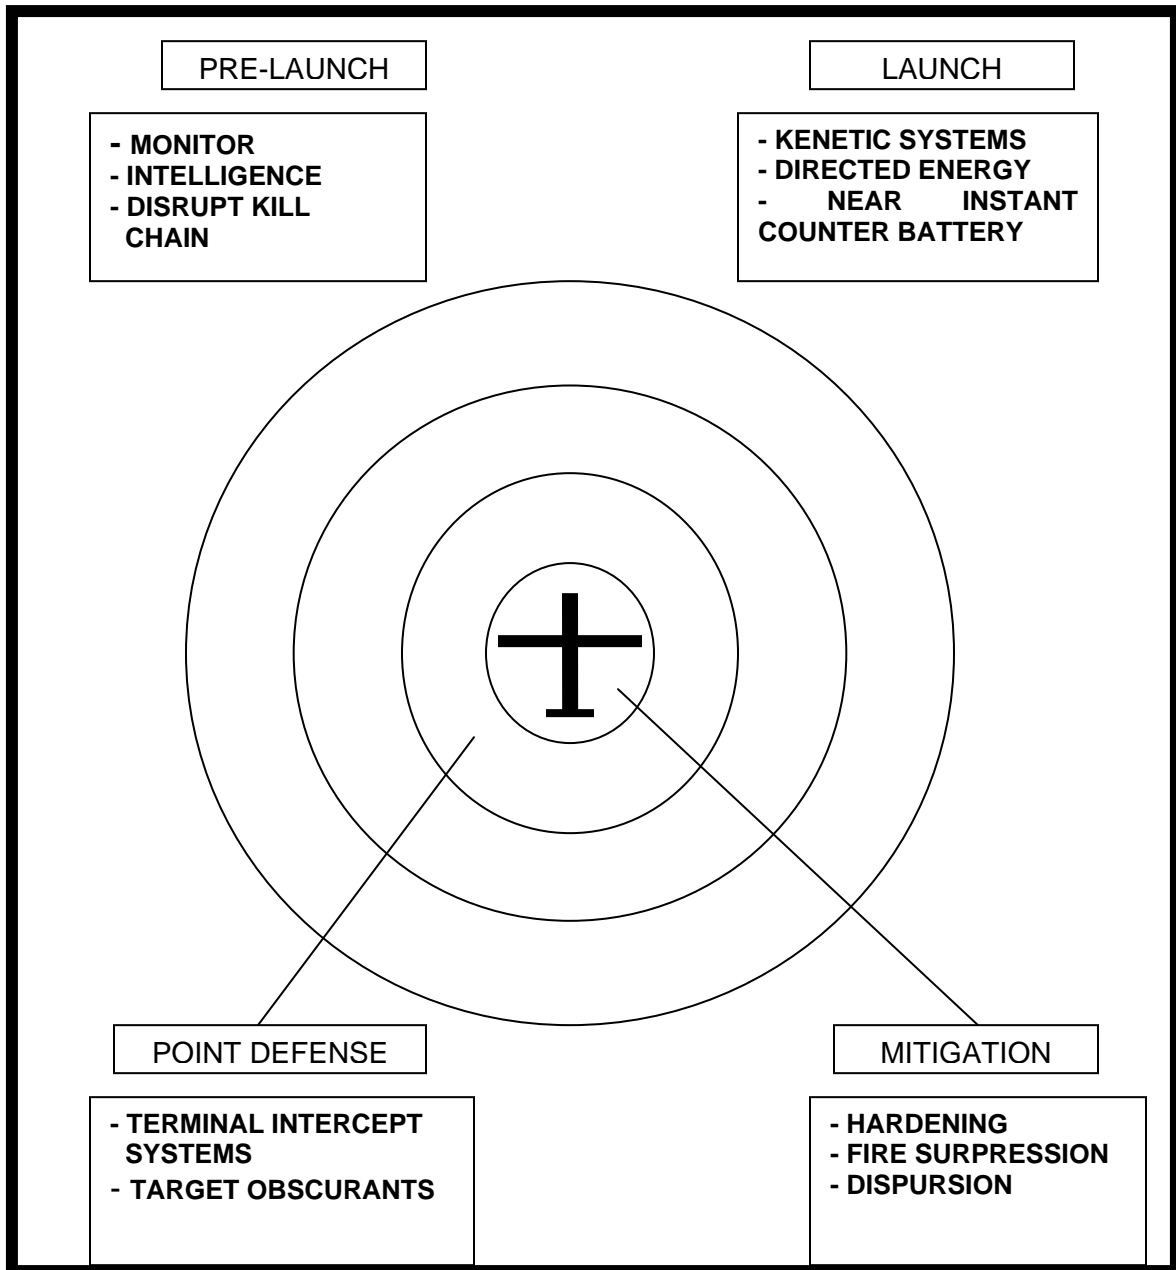 PRE-LAUNCH
- MONITOR
- INTELLIGENCE
- DISRUPT KILL
CHAIN
LAUNCH
- KENETIC SYSTEMS
- DIRECTED ENERGY
- NEAR INSTANT
COUNTER BATTERY
POINT DEFENSE
- TERMINAL INTERCEPT
SYSTEMS
- TARGET OBSCURANTS
MITIGATION
- HARDENING
- FIRE SURPRESSION
- DISPURSION